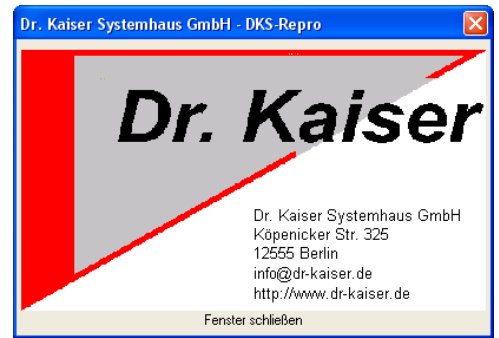 Dr. Kaiser Systemhaus GmbH - DKS-Repro
Dr. Kaiser
Dr. Kaiser Systemhaus GmbH
Köpenicker Str. 325
12555 Berlin
info@dr-kaiser.de
http://www.dr-kaiser.de
Fenster schließen